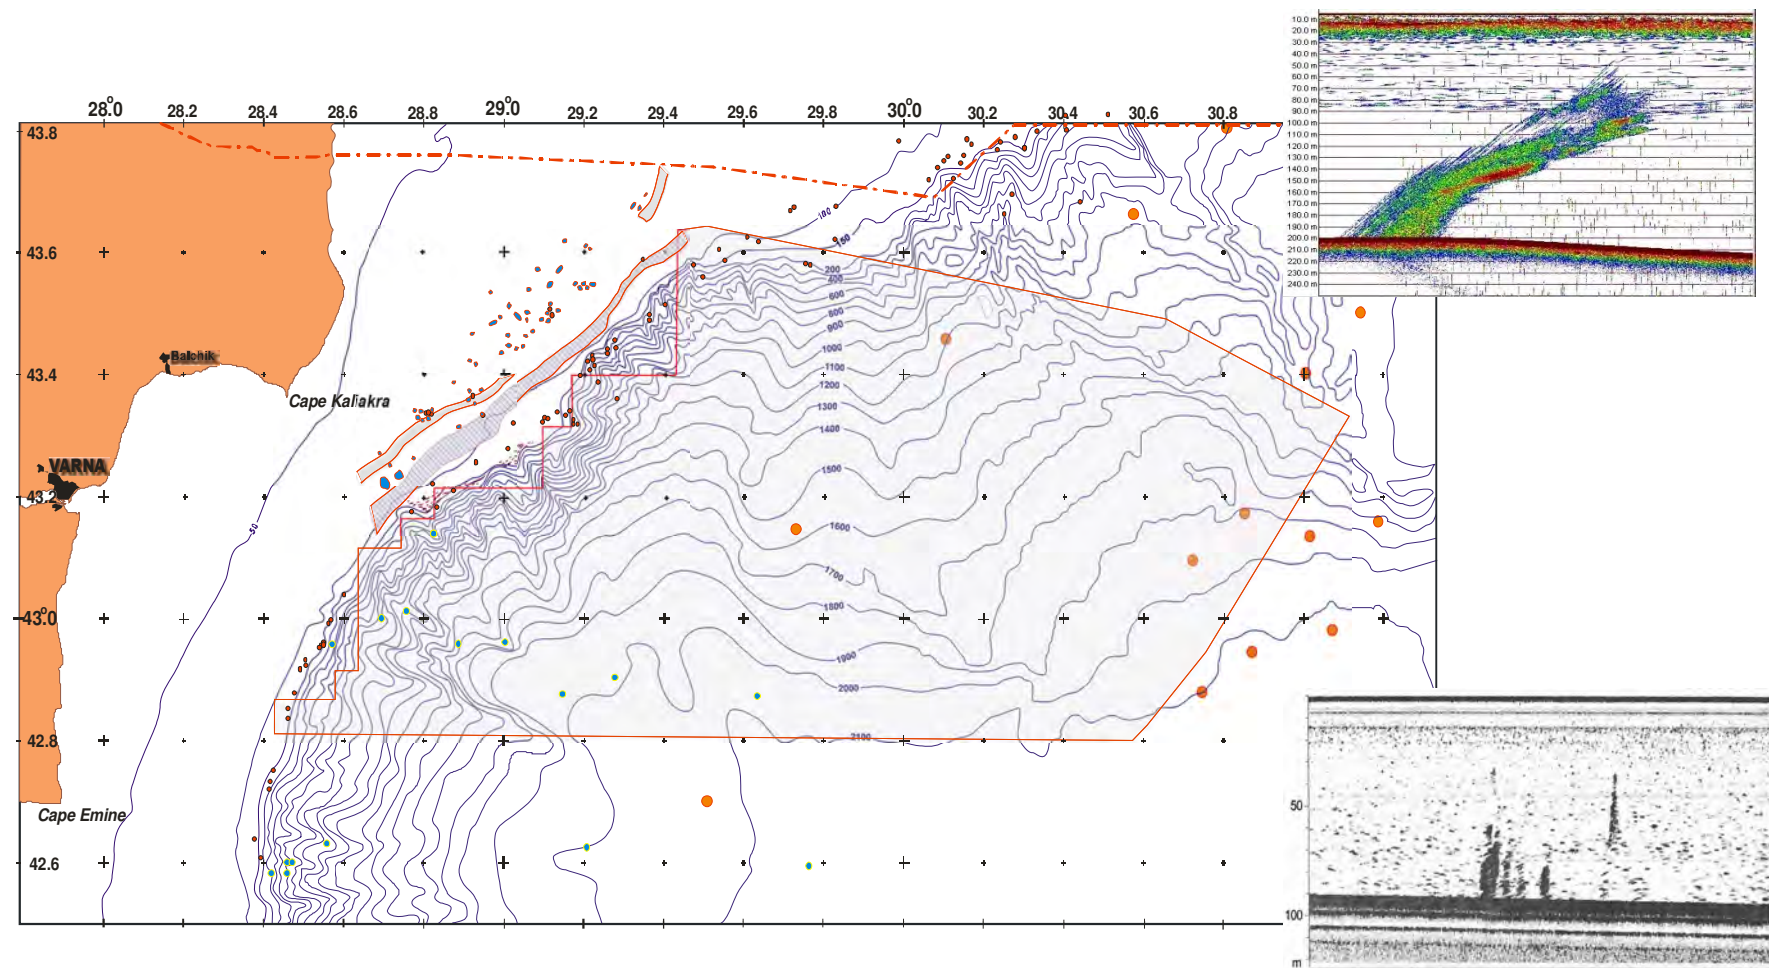 10.0 m
20.0 m
30.0 m
40.0 m
50.0 m
60.0 m
70.0 m
80.0 m
90.0 m
100.0 m
110.0 m
120.0 m
130.0 m
140.0 m
150.0 m
160.0 m
170.0 m
180.0 m
190.0 m
200.0 m
210.0 m
220.0 m
230.0 m
240.0 m
28.0 28.2 28.4 28.6 28.8 29.0° 29.2 29.4 29.6 29.8 30.0° 30.2 30.4 30.6 30.8
43.8
43.6
43.4
43.2
43.0°
42.8
42.6
Balchik
Cape Kaliakra
VARNA
Cape Emine
50
100
150
200
400
600
800
900
1000
1100
1200
1300
1400
1500
1600
1700
1800
1900
2000
2100
50
100
m